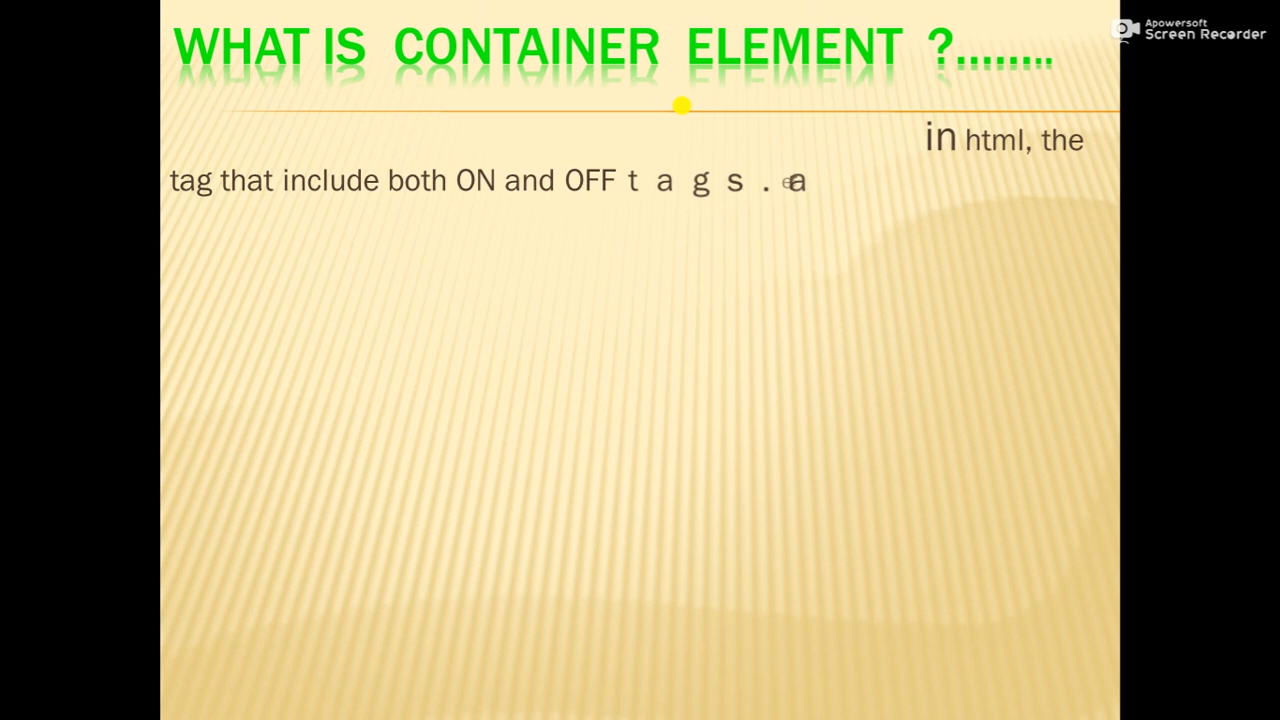 WHAT IS CONTAINER ELEMENT ?........
Apowersoft
Screen Recorder
in html, the
tag that include both ON and OFF t a g s .